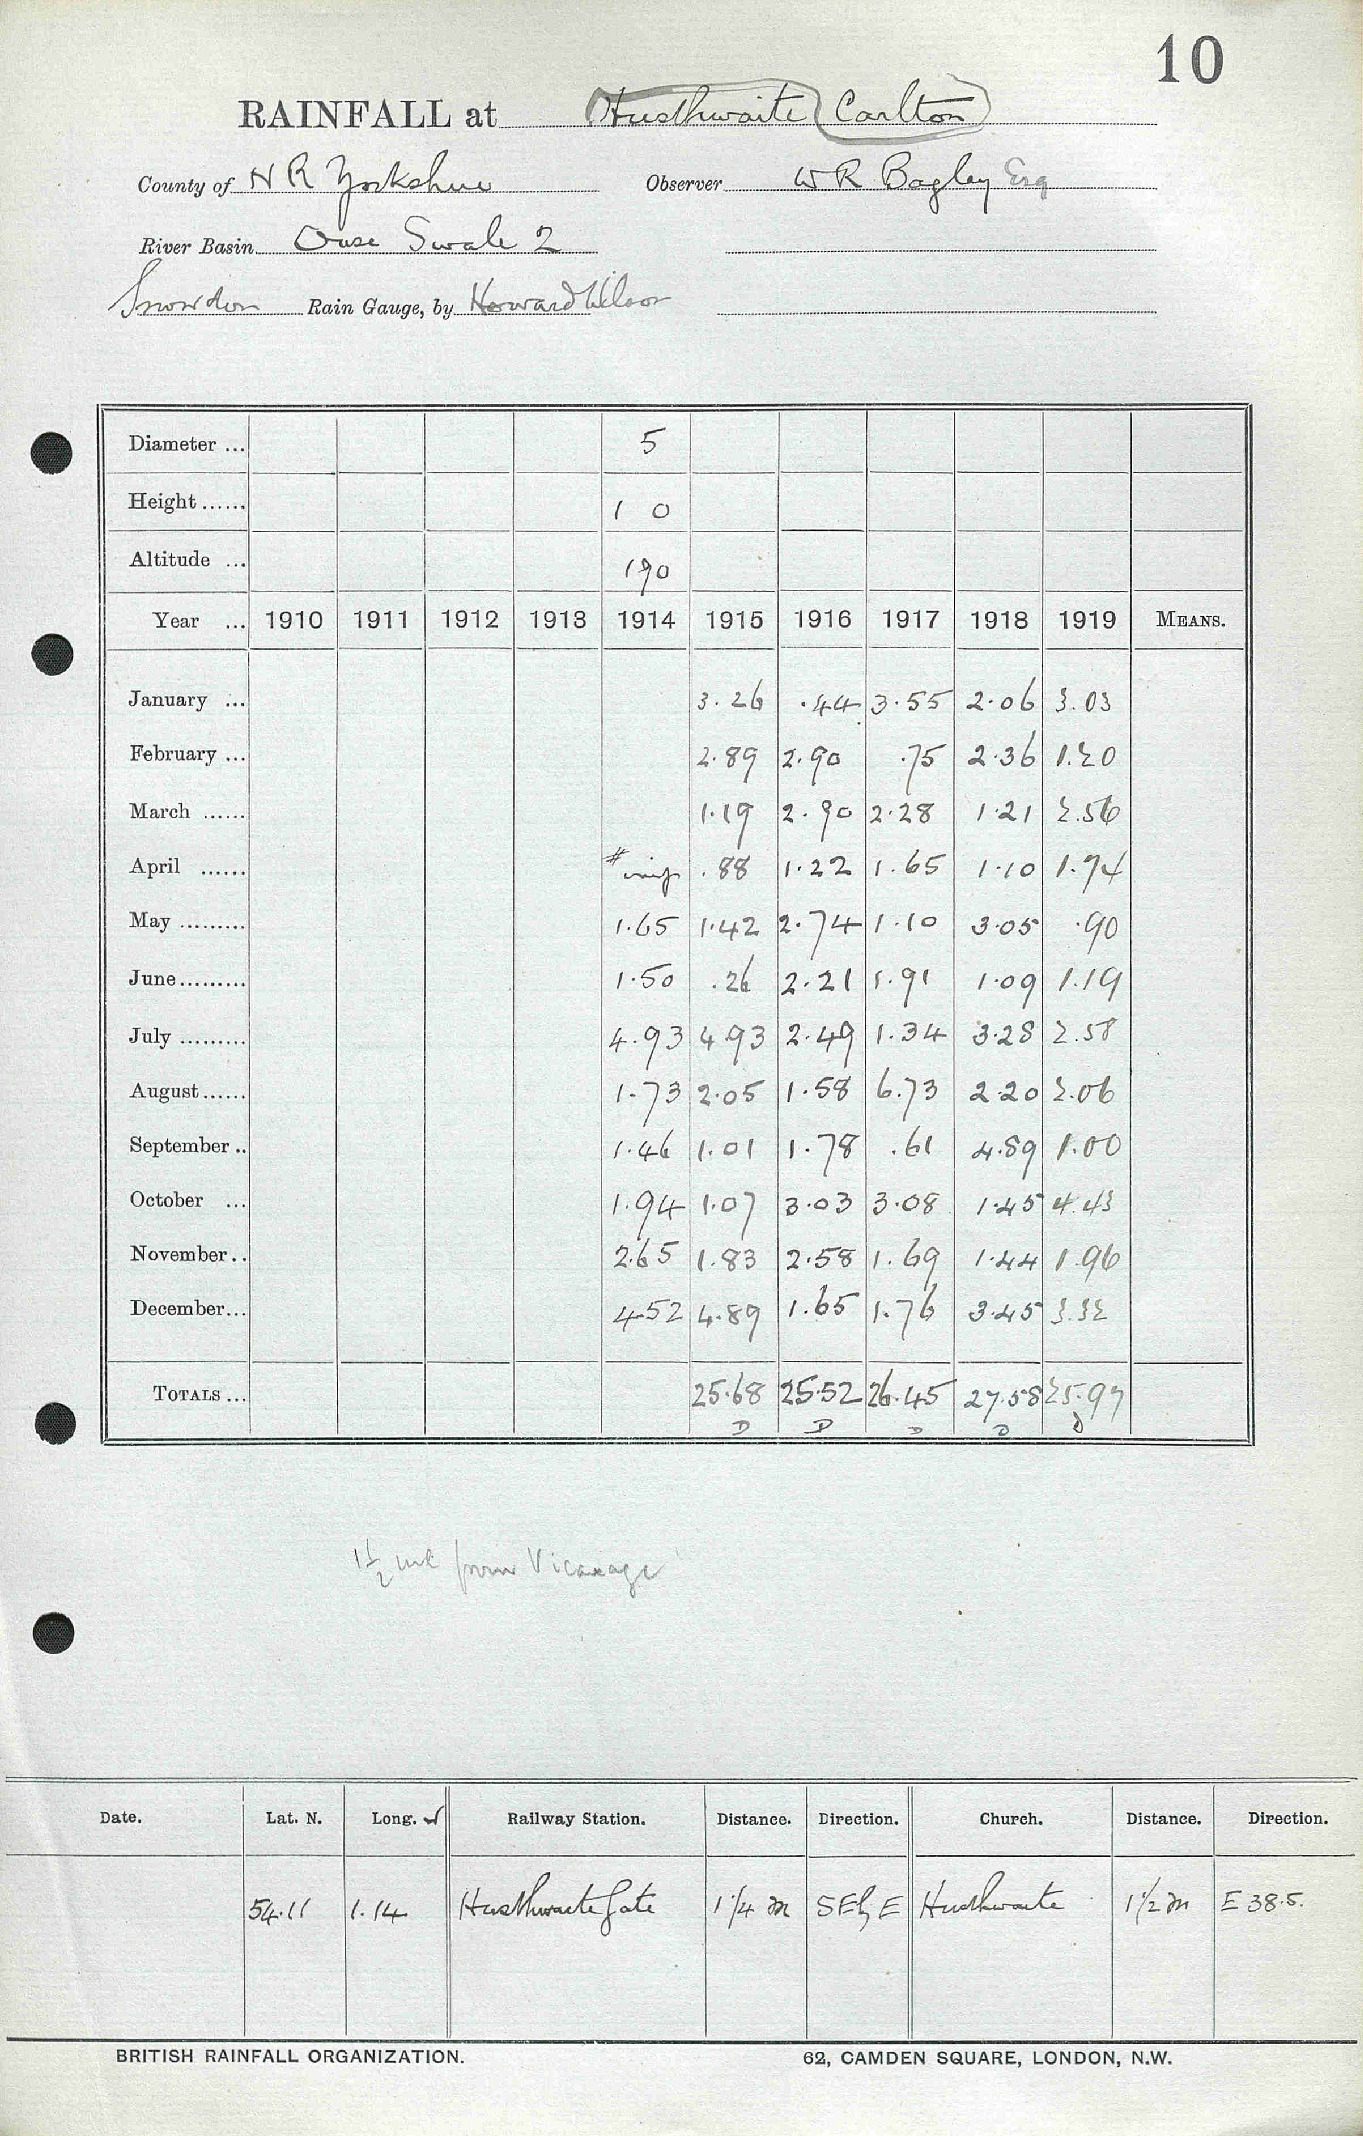 10
RAINFALL at Husthwaite (Carlton)
County of N R Yorkshire Observer W R Bagley Esq
River Basin Ouse Swale 2
Snowdon Rain Gauge, by Howard
Diameter ... 5
Height ...... 1 0
Altitude ... 190
Year ... 1910 1911 1912 1913 1914 1915 1916 1917 1918 1919 MEANS.
January ... 3.26 .44 3.55 2.06 3.03
February ... 2.89 2.90 .75 2.36 1.20
March ...... 1.19 2.90 2.28 1.21 2.56
April ...... # .88 1.22 1.65 1.10 1.74
May ......... 1.65 1.42 2.74 1.10 3.05 .90
June ......... 1.50 .26 2.21 1.91 1.09 1.19
July ......... 4.93 4.93 2.49 1.34 3.28 2.58
August ...... 1.73 2.05 1.58 6.73 2.20 2.06
September .. 1.46 1.01 1.78 .61 4.89 1.00
October ... 1.94 1.07 3.03 3.08 1.45 4.43
November .. 2.65 1.83 2.58 1.69 1.44 1.96
December ... 4.52 4.89 1.65 1.76 3.45 3.32
TOTALS ... 25.68 25.52 26.45 27.58 25.97
D D D D D
1½ ml from Vicarage
Date. Lat. N. Long. Railway Station. Distance. Direction. Church. Distance. Direction.
54.11 1.14 Husthwaite Gate 1¼ m SE by E Husthwaite 1½ m E 38.S.
BRITISH RAINFALL ORGANIZATION. 62, CAMDEN SQUARE, LONDON, N.W.